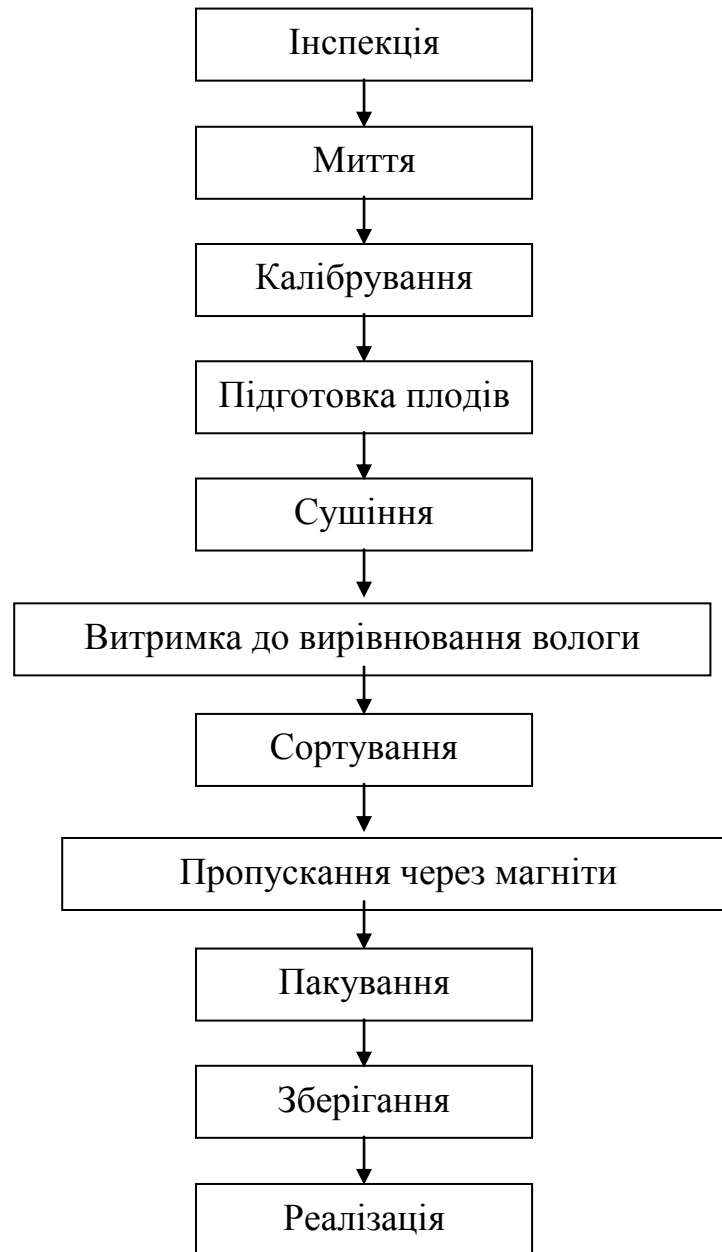 Інспекція
Миття
Калібрування
Підготовка плодів
Сушіння
Витримка до вирівнювання вологи
Сортування
Пропускання через магніти
Пакування
Зберігання
Реалізація